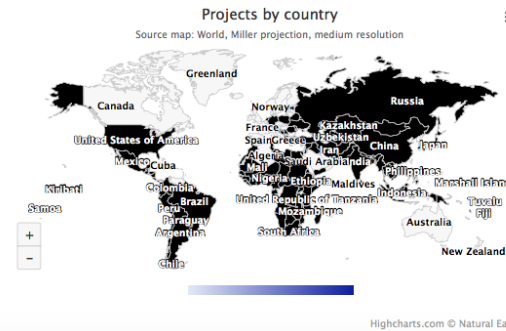 Projects by country
Source map: World, Miller projection, medium resolution
Greenland
Canada
Norway
Russia
France
Kazakhstan
United States of America
Spain
Greece
Uzbekistan
China
Japan
Mexico
Cuba
Algeria
Iran
Saudi Arabia
India
Mali
Philippines
Kiribati
Colombia
Nigeria
Ethiopia
Maldives
Indonesia
Marshall Islan
Samoa
Peru
Brazil
United Republic of Tanzania
Tuvalu
Paraguay
Mozambique
Fiji
Argentina
South Africa
Australia
+
−
Chile
New Zealand
Highcharts.com © Natural Ea